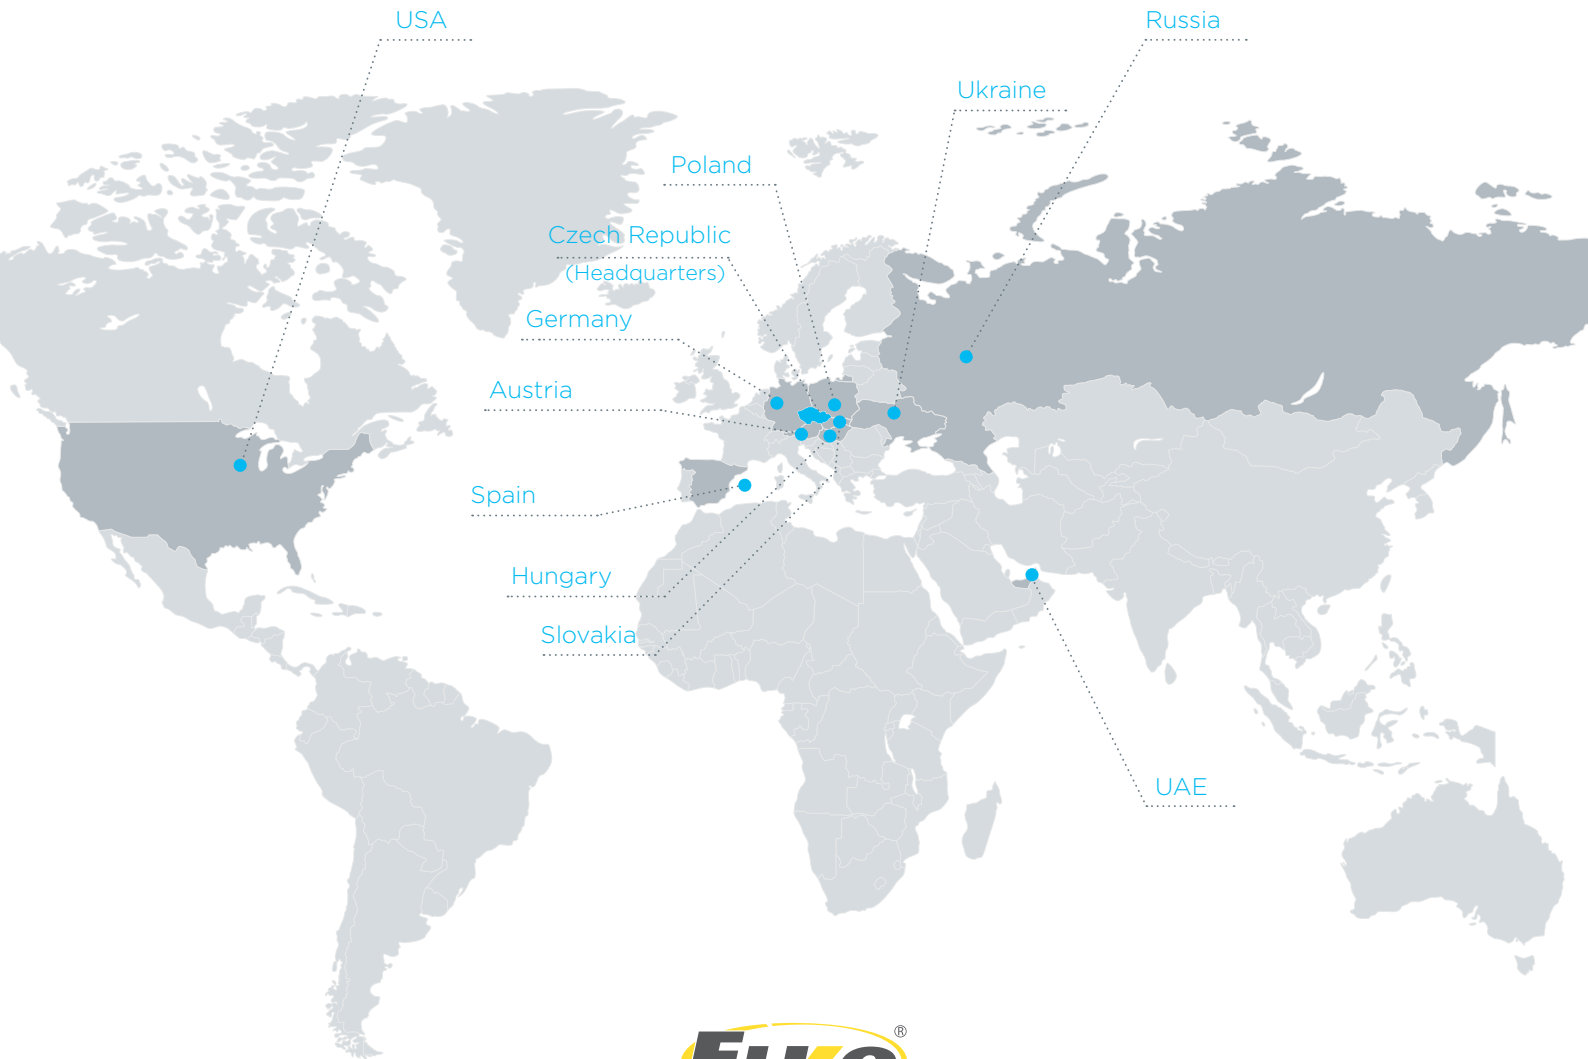 USA
Russia
Ukraine
Poland
Czech Republic
(Headquarters)
Germany
Austria
Spain
Hungary
Slovakia
UAE
®